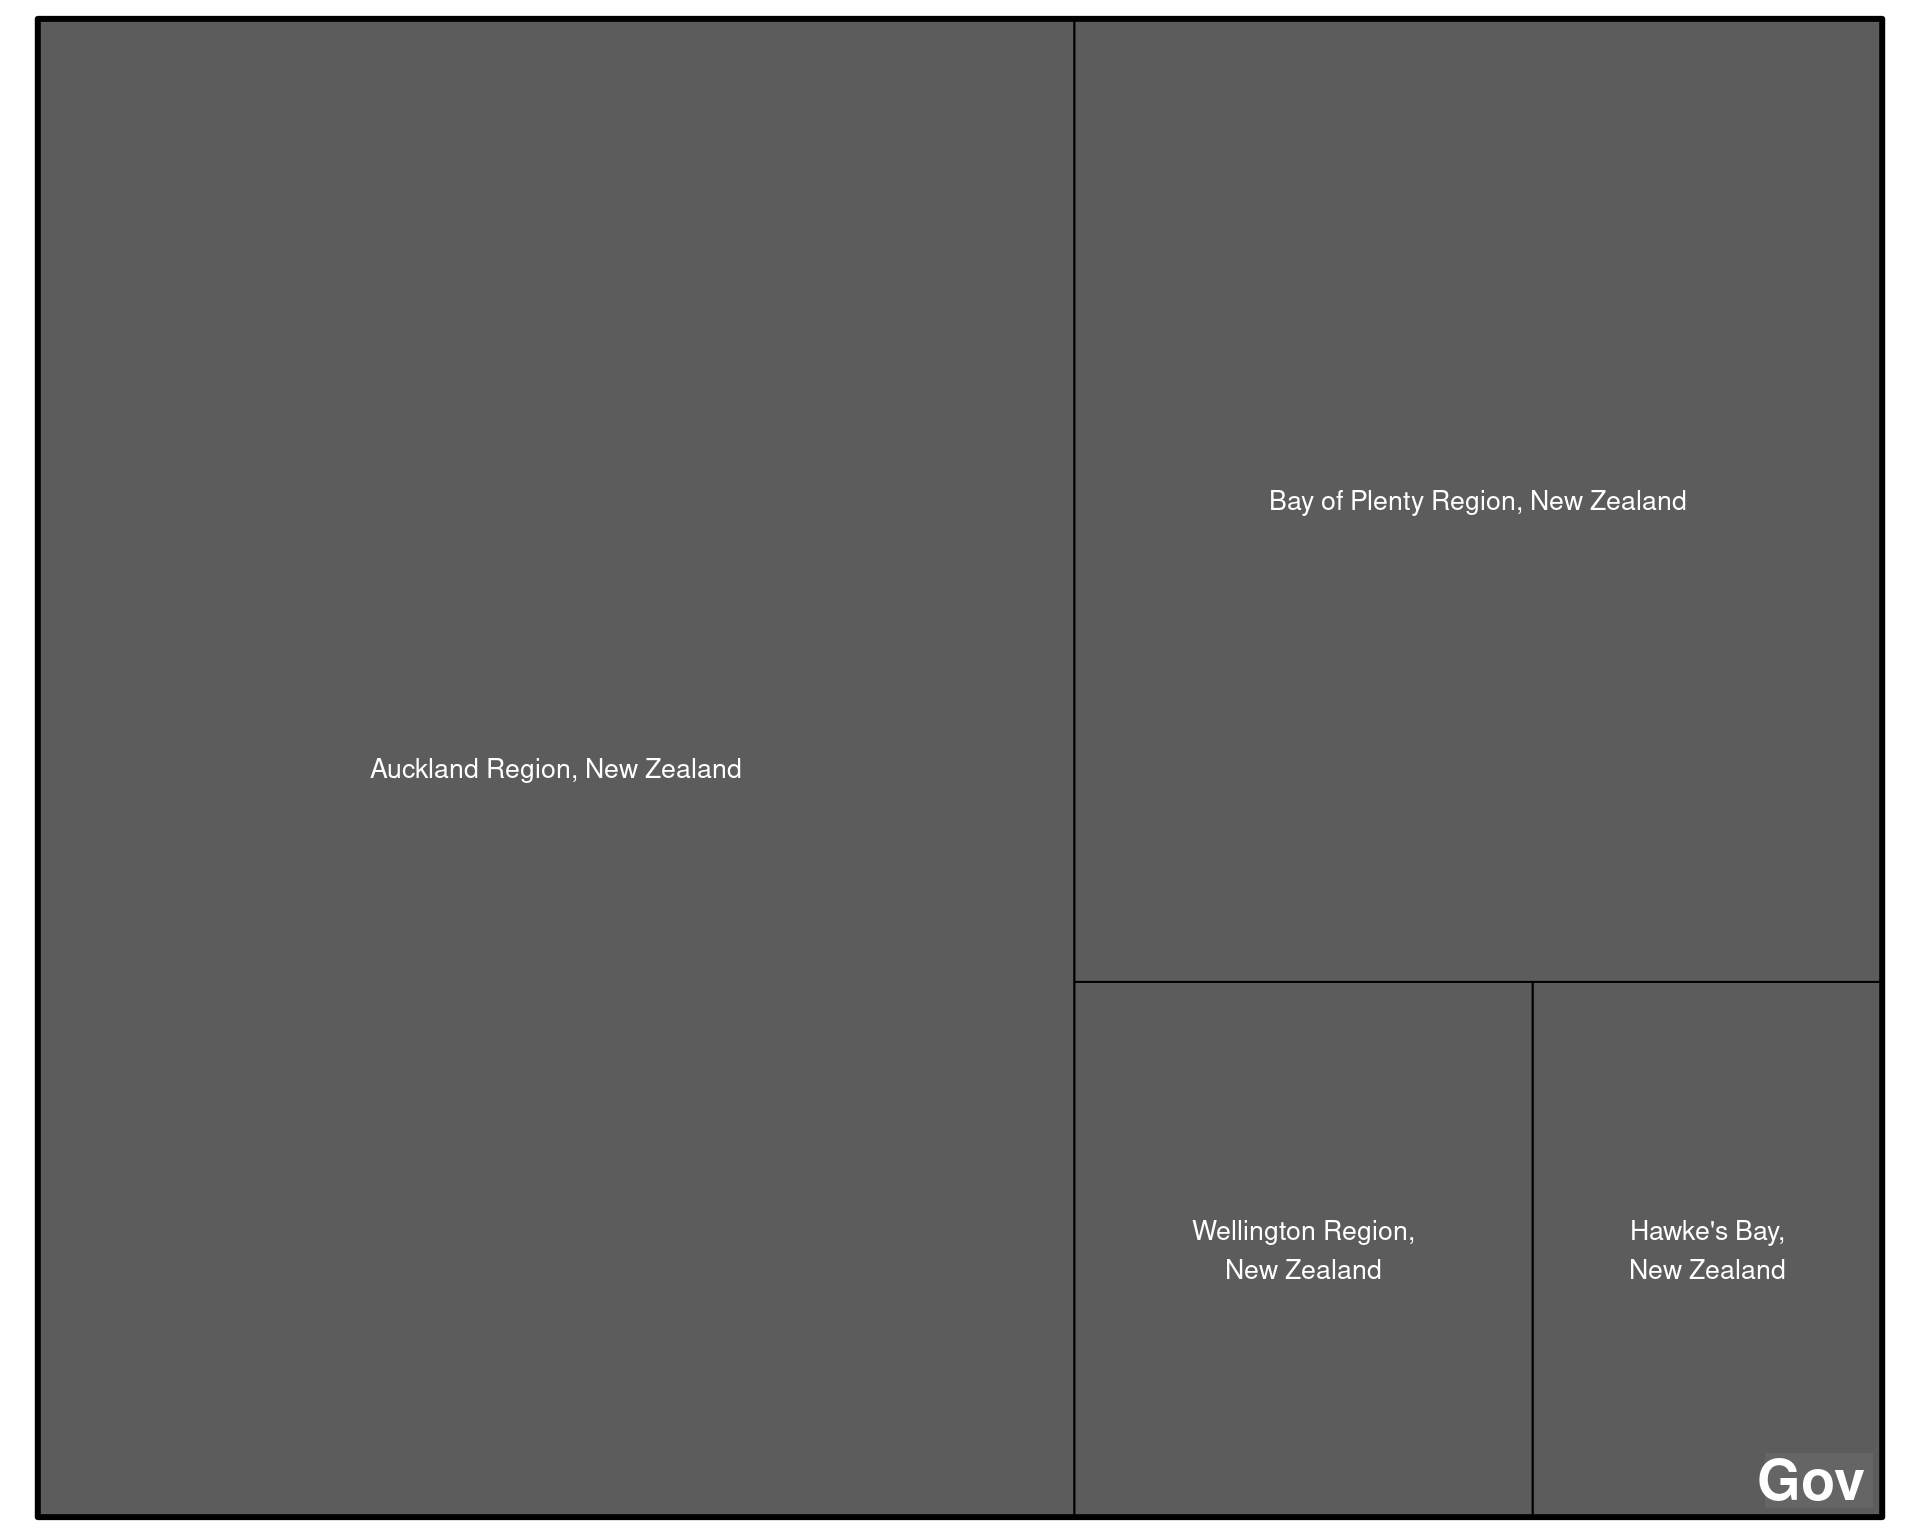 Auckland Region, New Zealand
Bay of Plenty Region, New Zealand
Wellington Region,
New Zealand
Hawke's Bay,
New Zealand
Gov